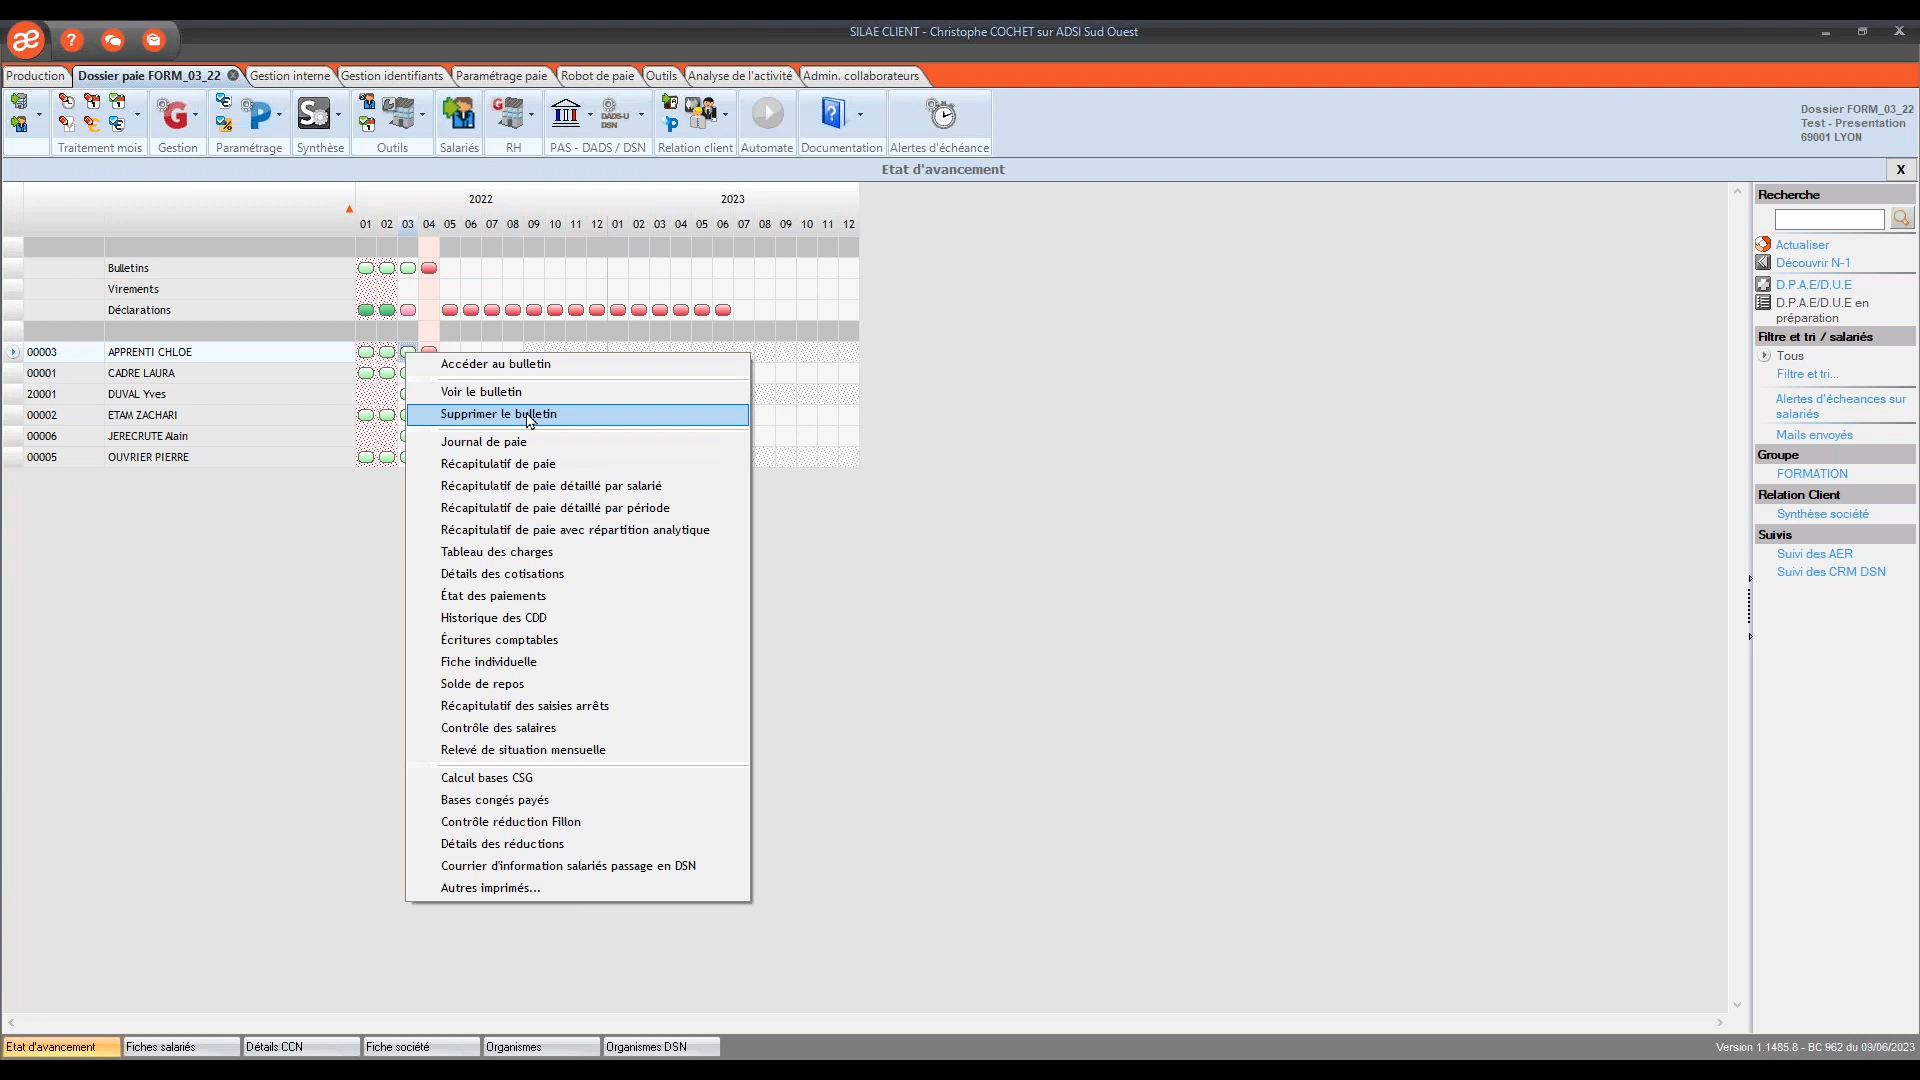 SILAE CLIENT - Christophe COCHET sur ADSI Sud Ouest
æ ?
Production Dossier paie FORM_03_22 Gestion interne Gestion identifiants Paramétrage paie Robot de paie Outils Analyse de l'activité Admin. collaborateurs
Dossier FORM_03_22
Test - Presentation
69001 LYON
Traitement mois Gestion Paramétrage Synthèse Outils Salariés RH PAS - DADS / DSN Relation client Automate Documentation Alertes d'échéance
Etat d'avancement X
2022 2023
01 02 03 04 05 06 07 08 09 10 11 12 01 02 03 04 05 06 07 08 09 10 11 12
Bulletins
Virements
Déclarations
00003 APPRENTI CHLOE
00001 CADRE LAURA
20001 DUVAL Yves
00002 ETAM ZACHARI
00006 JERECRUTE Alain
00005 OUVRIER PIERRE
Accéder au bulletin
Voir le bulletin
Supprimer le bulletin
Journal de paie
Récapitulatif de paie
Récapitulatif de paie détaillé par salarié
Récapitulatif de paie détaillé par période
Récapitulatif de paie avec répartition analytique
Tableau des charges
Détails des cotisations
État des paiements
Historique des CDD
Écritures comptables
Fiche individuelle
Solde de repos
Récapitulatif des saisies arrêts
Contrôle des salaires
Relevé de situation mensuelle
Calcul bases CSG
Bases congés payés
Contrôle réduction Fillon
Détails des réductions
Courrier d'information salariés passage en DSN
Autres imprimés...
Recherche
Actualiser
Découvrir N-1
D.P.A.E/D.U.E
D.P.A.E/D.U.E en
préparation
Filtre et tri / salariés
Tous
Filtre et tri...
Alertes d'écheances sur
salariés
Mails envoyés
Groupe
FORMATION
Relation Client
Synthèse société
Suivis
Suivi des AER
Suivi des CRM DSN
Etat d'avancement Fiches salariés Détails CCN Fiche société Organismes Organismes DSN
Version 1.1485.8 - BC 962 du 09/06/2023